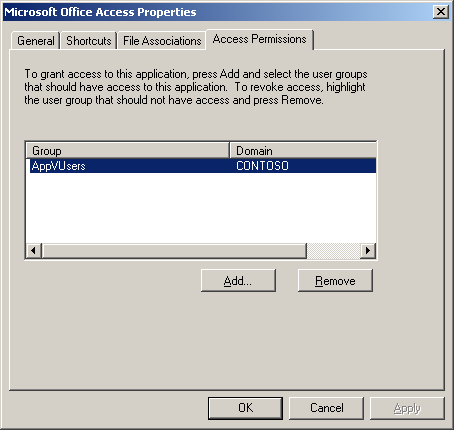 Microsoft Office Access Properties
General Shortcuts File Associations Access Permissions
To grant access to this application, press Add and select the user groups
that should have access to this application. To revoke access, highlight
the user group that should not have access and press Remove.
Group Domain
AppVUsers CONTOSO
Add... Remove
OK Cancel Apply